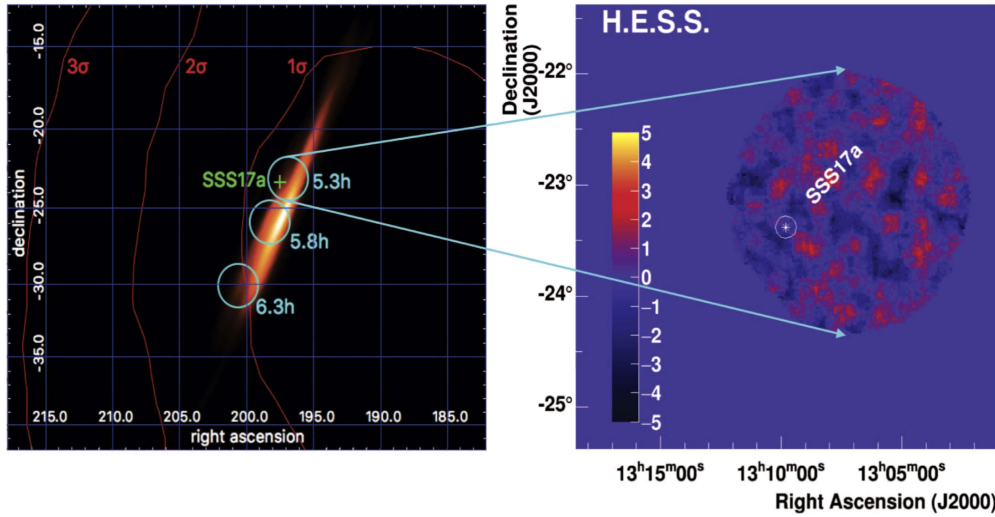 3σ
2σ
1σ
-15.0
-20.0
-25.0
-30.0
-35.0
declination
SSS17a
5.3h
5.8h
6.3h
215.0 210.0 205.0 200.0 195.0 190.0 185.0
right ascension
H.E.S.S.
Declination
(J2000)
−22°
−23°
−24°
−25°
5
4
3
2
1
0
−1
−2
−3
−4
−5
SSS17a
13h15m00s 13h10m00s 13h05m00s
Right Ascension (J2000)